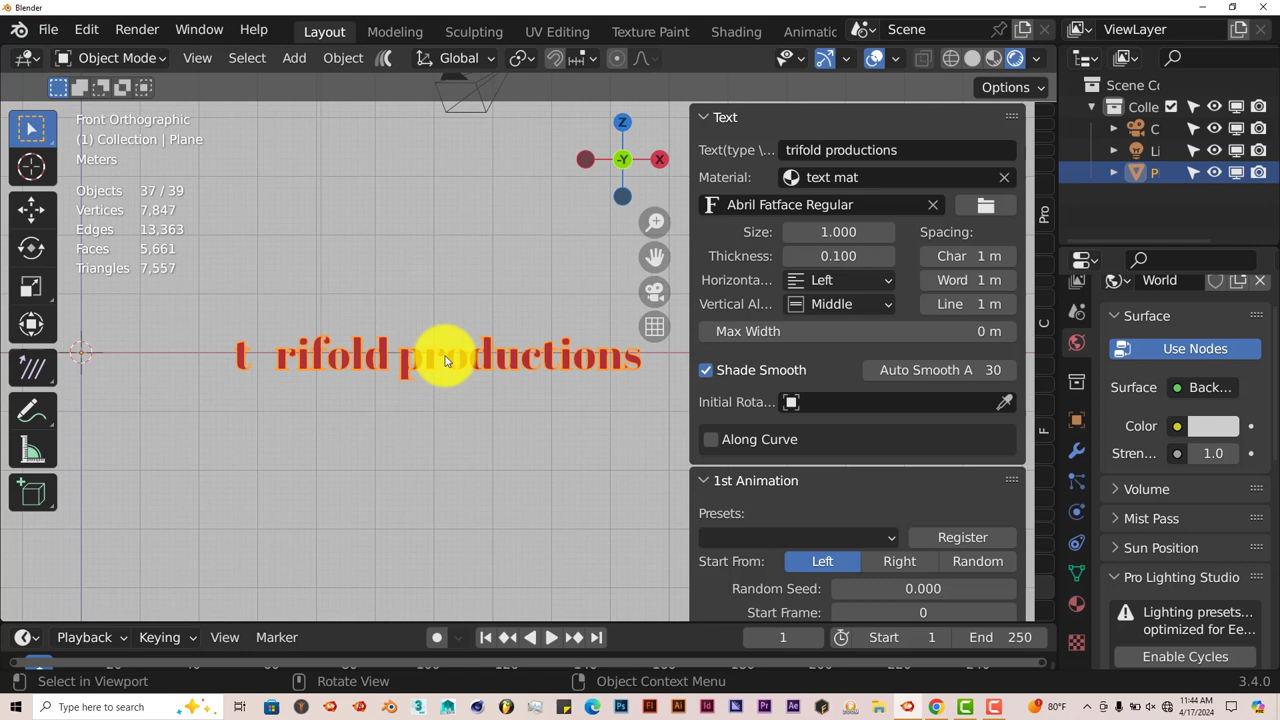 Blender
File Edit Render Window Help Layout Modeling Sculpting UV Editing Texture Paint Shading Scene ViewLayer
Object Mode View Select Add Object Global
Options
Front Orthographic
(1) Collection | Plane
Meters
Objects 37 / 39
Vertices 7,847
Edges 13,363
Faces 5,661
Triangles 7,557
Z
-Y X
t rifold productions
Text
Text(type \... trifold productions
Material: text mat
F Abril Fatface Regular
Size: 1.000 Spacing:
Thickness: 0.100 Char 1 m
Horizonta... Left Word 1 m
Vertical Al... Middle Line 1 m
Max Width 0 m
Shade Smooth Auto Smooth A 30
Initial Rota...
Along Curve
1st Animation
Presets:
Register
Start From: Left Right Random
Random Seed: 0.000
Start Frame: 0
Pro
C
F
Scene Cc
Colle
C
Li
P
World
Surface
Use Nodes
Surface Back...
Color
Stren... 1.0
Volume
Mist Pass
Sun Position
Pro Lighting Studio
Lighting presets...
optimized for Ee...
Enable Cycles
Playback Keying View Marker 1 Start 1 End 250
Select in Viewport Rotate View Object Context Menu 3.4.0
Type here to search 80°F 11:44 AM
4/17/2024